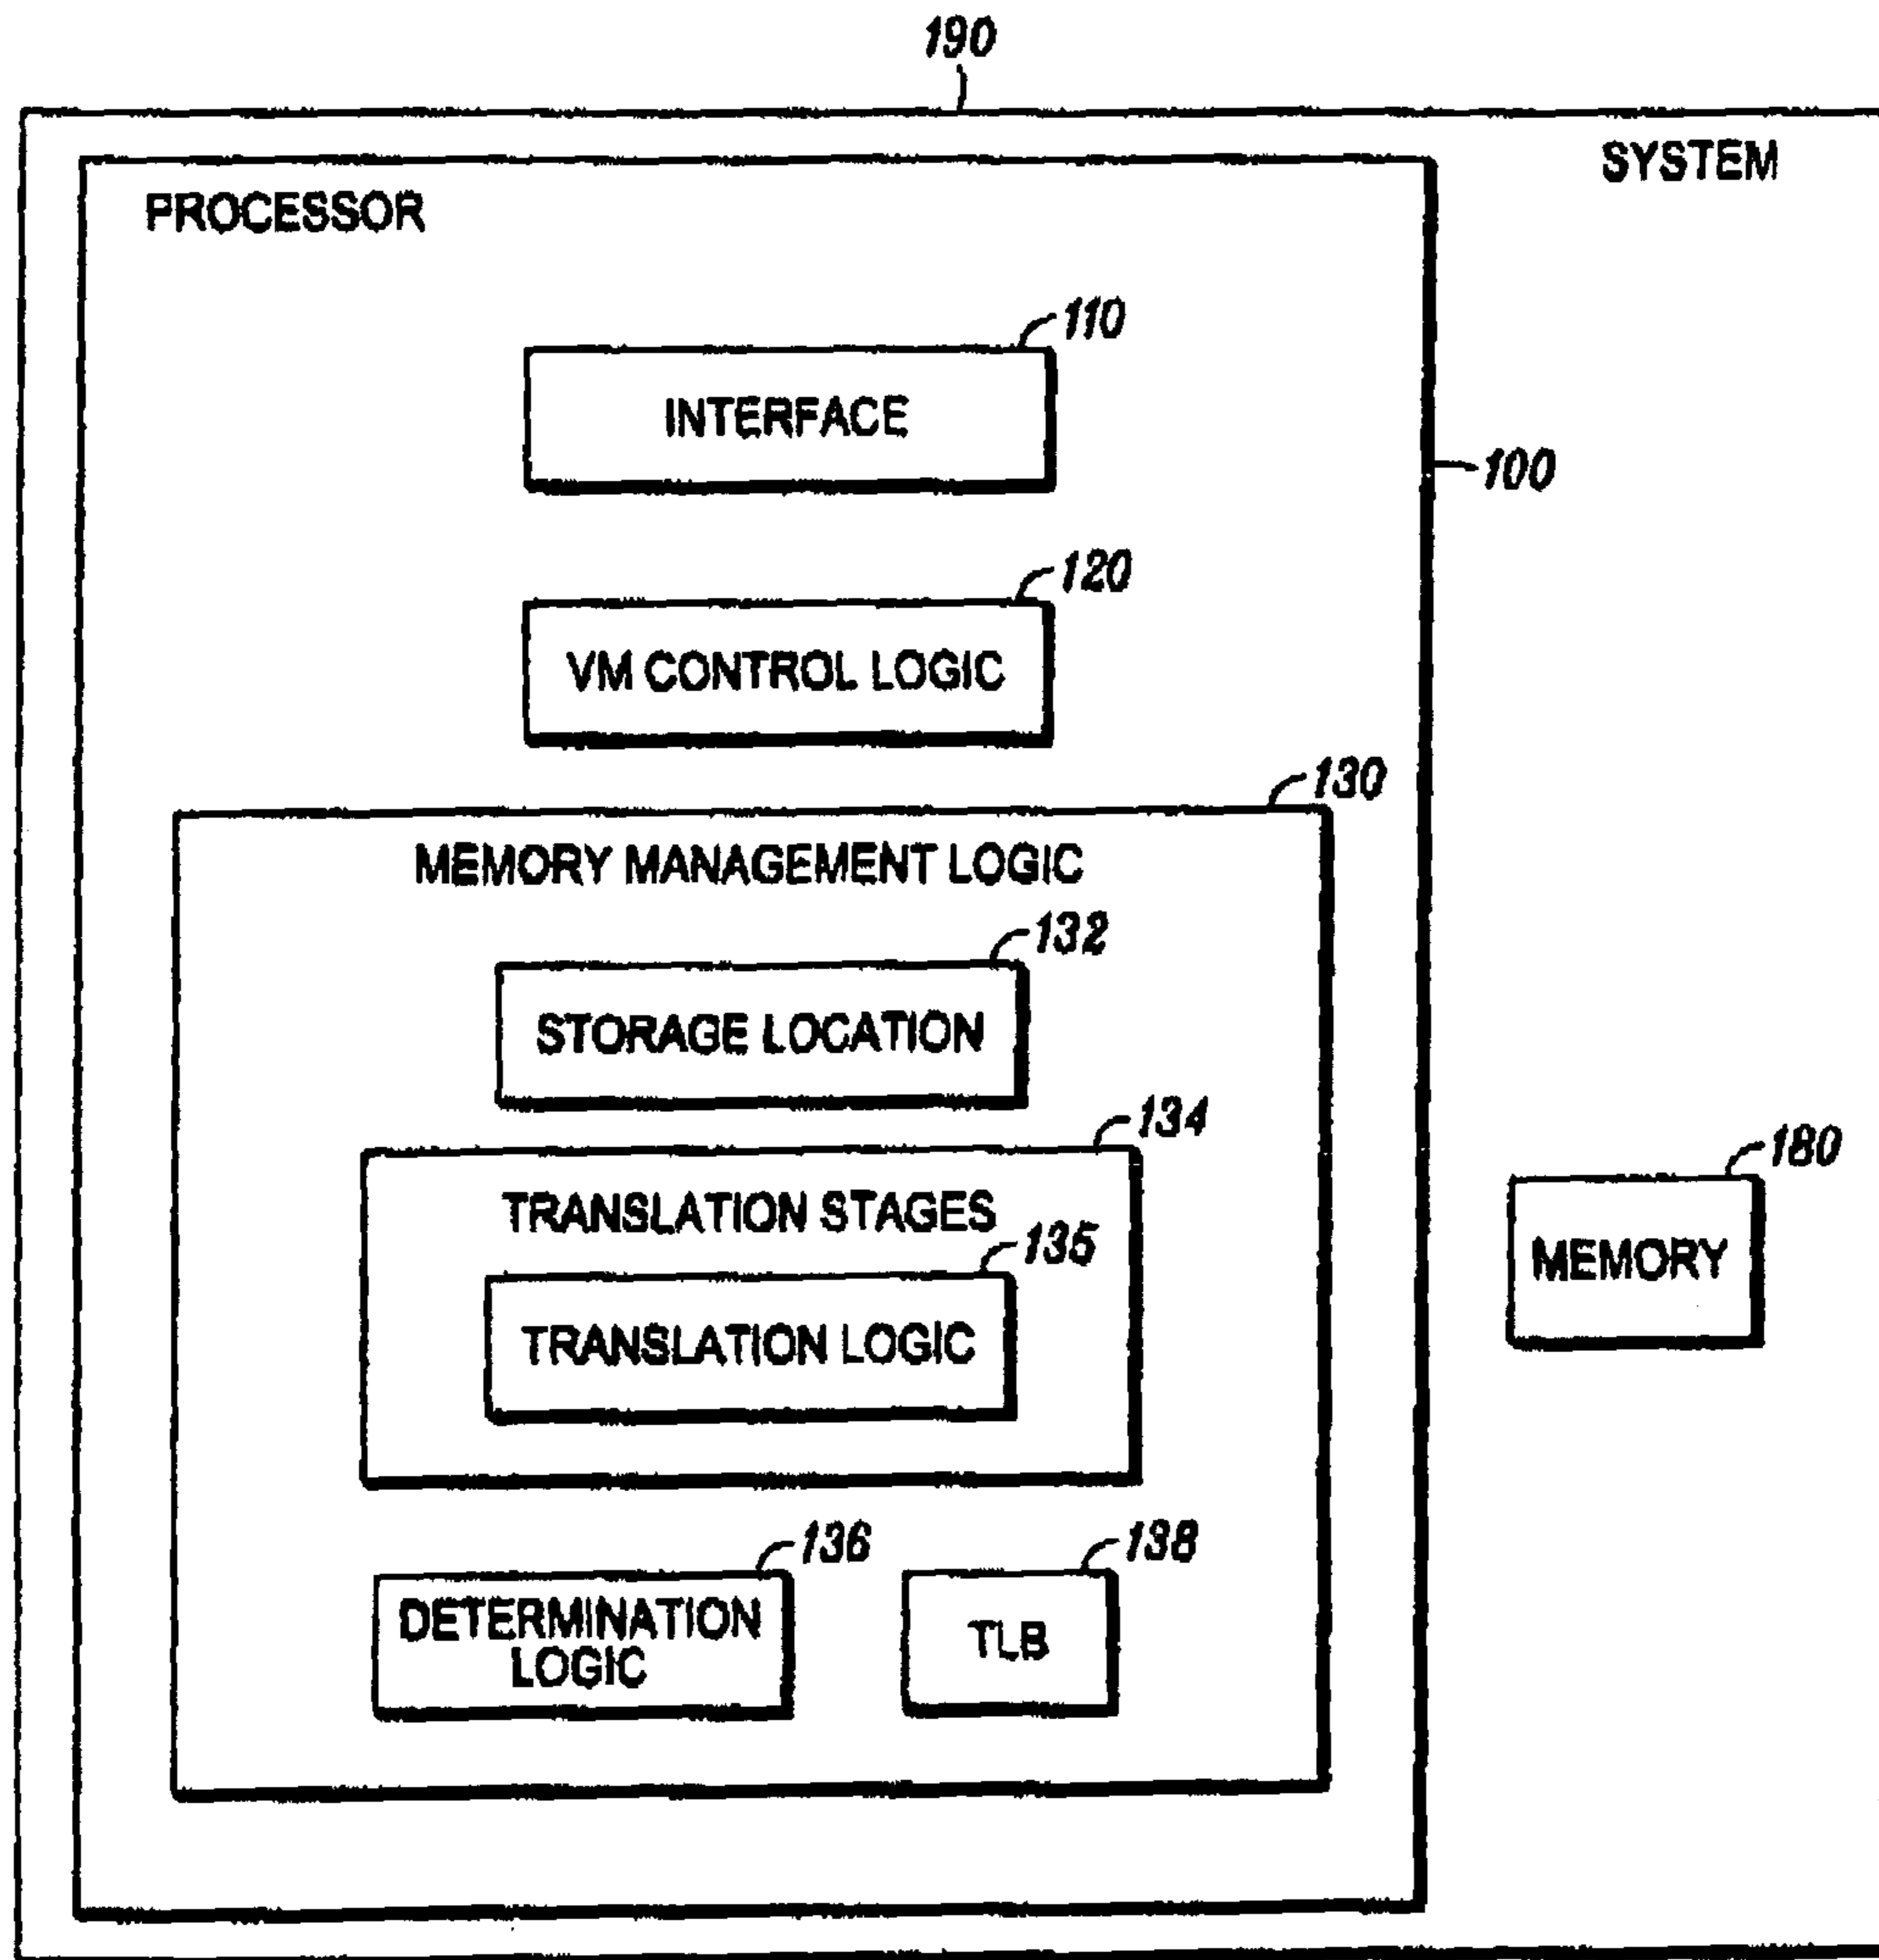 190
SYSTEM
PROCESSOR
110
INTERFACE
100
120
VM CONTROL LOGIC
130
MEMORY MANAGEMENT LOGIC
132
STORAGE LOCATION
134
TRANSLATION STAGES
135
TRANSLATION LOGIC
180
MEMORY
136
DETERMINATION
LOGIC
138
TLB